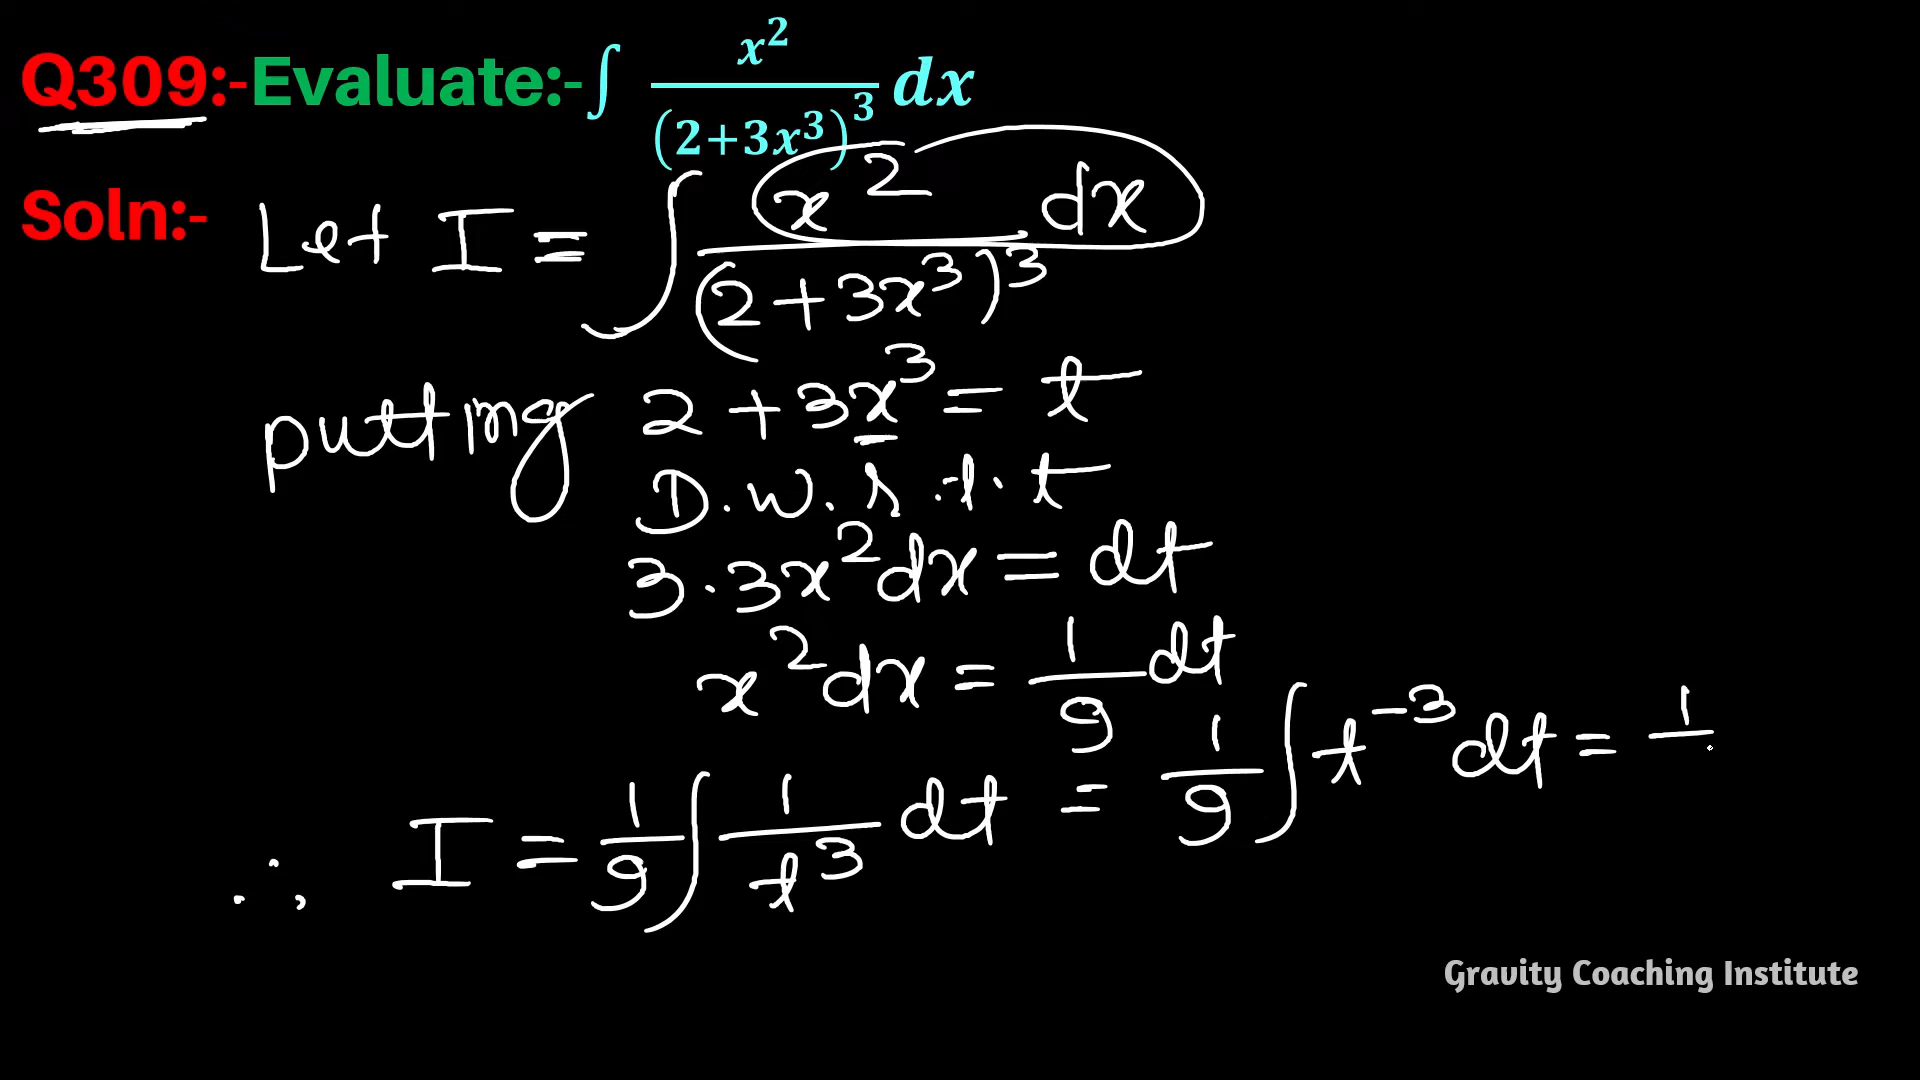 Q309:-Evaluate:-∫ x²/(2+3x³)³ dx
Soln:- Let I = ∫ x² dx/(2+3x³)³
putting 2+3x³ = t
D.w.r.t. t
3·3x²dx = dt
x²dx = 1/9 dt
∴ I = 1/9 ∫ 1/t³ dt = 1/9 ∫ t⁻³ dt = 1/
Gravity Coaching Institute